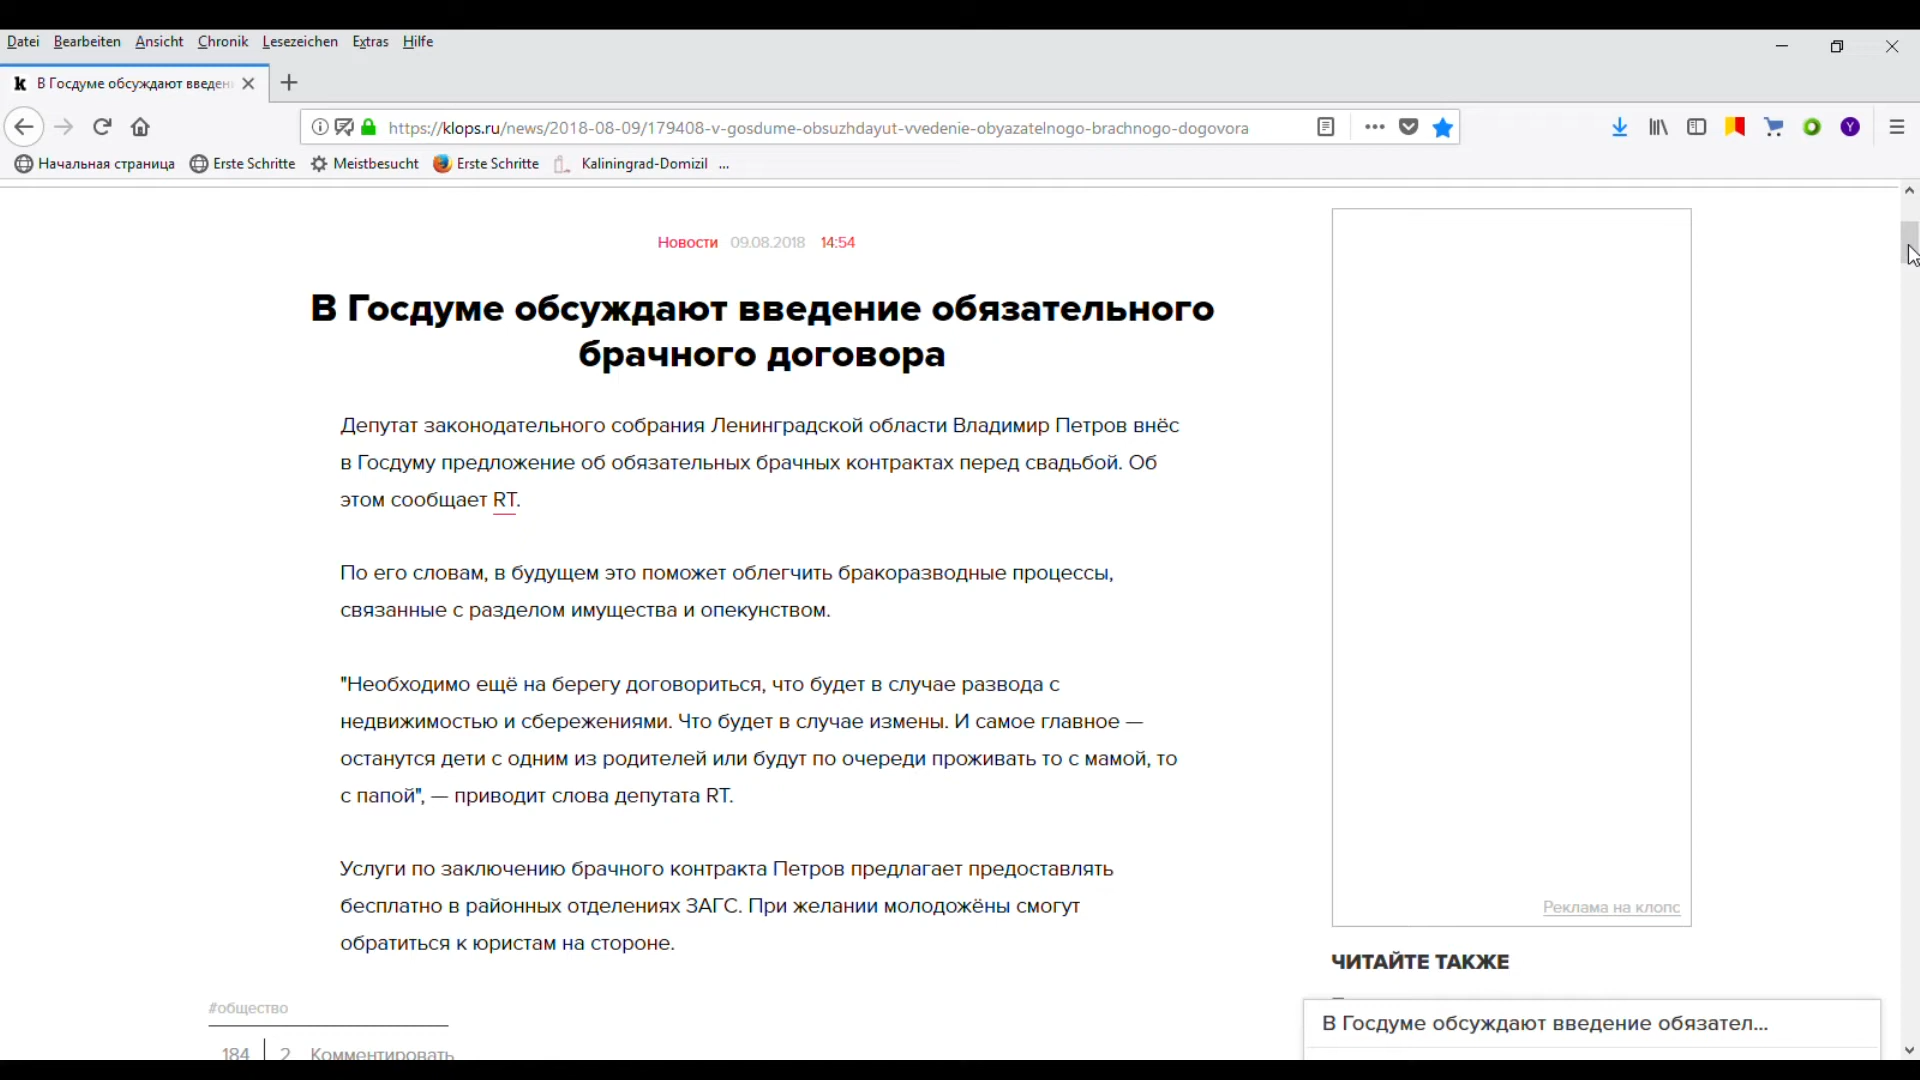 Datei Bearbeiten Ansicht Chronik Lesezeichen Extras Hilfe
k В Госдуме обсуждают введен
https://klops.ru/news/2018-08-09/179408-v-gosdume-obsuzhdayut-vvedenie-obyazatelnogo-brachnogo-dogovora
Y
Начальная страница Erste Schritte Meistbesucht Erste Schritte Kaliningrad-Domizil ...
Новости 09.08.2018 14:54
В Госдуме обсуждают введение обязательного
брачного договора
Депутат законодательного собрания Ленинградской области Владимир Петров внёс
в Госдуму предложение об обязательных брачных контрактах перед свадьбой. Об
этом сообщает RT.
По его словам, в будущем это поможет облегчить бракоразводные процессы,
связанные с разделом имущества и опекунством.
"Необходимо ещё на берегу договориться, что будет в случае развода с
недвижимостью и сбережениями. Что будет в случае измены. И самое главное —
останутся дети с одним из родителей или будут по очереди проживать то с мамой, то
с папой", — приводит слова депутата RT.
Услуги по заключению брачного контракта Петров предлагает предоставлять
бесплатно в районных отделениях ЗАГС. При желании молодожёны смогут
обратиться к юристам на стороне.
#общество
184 2 Комментировать
Реклама на клопс
ЧИТАЙТЕ ТАКЖЕ
В Госдуме обсуждают введение обязател...